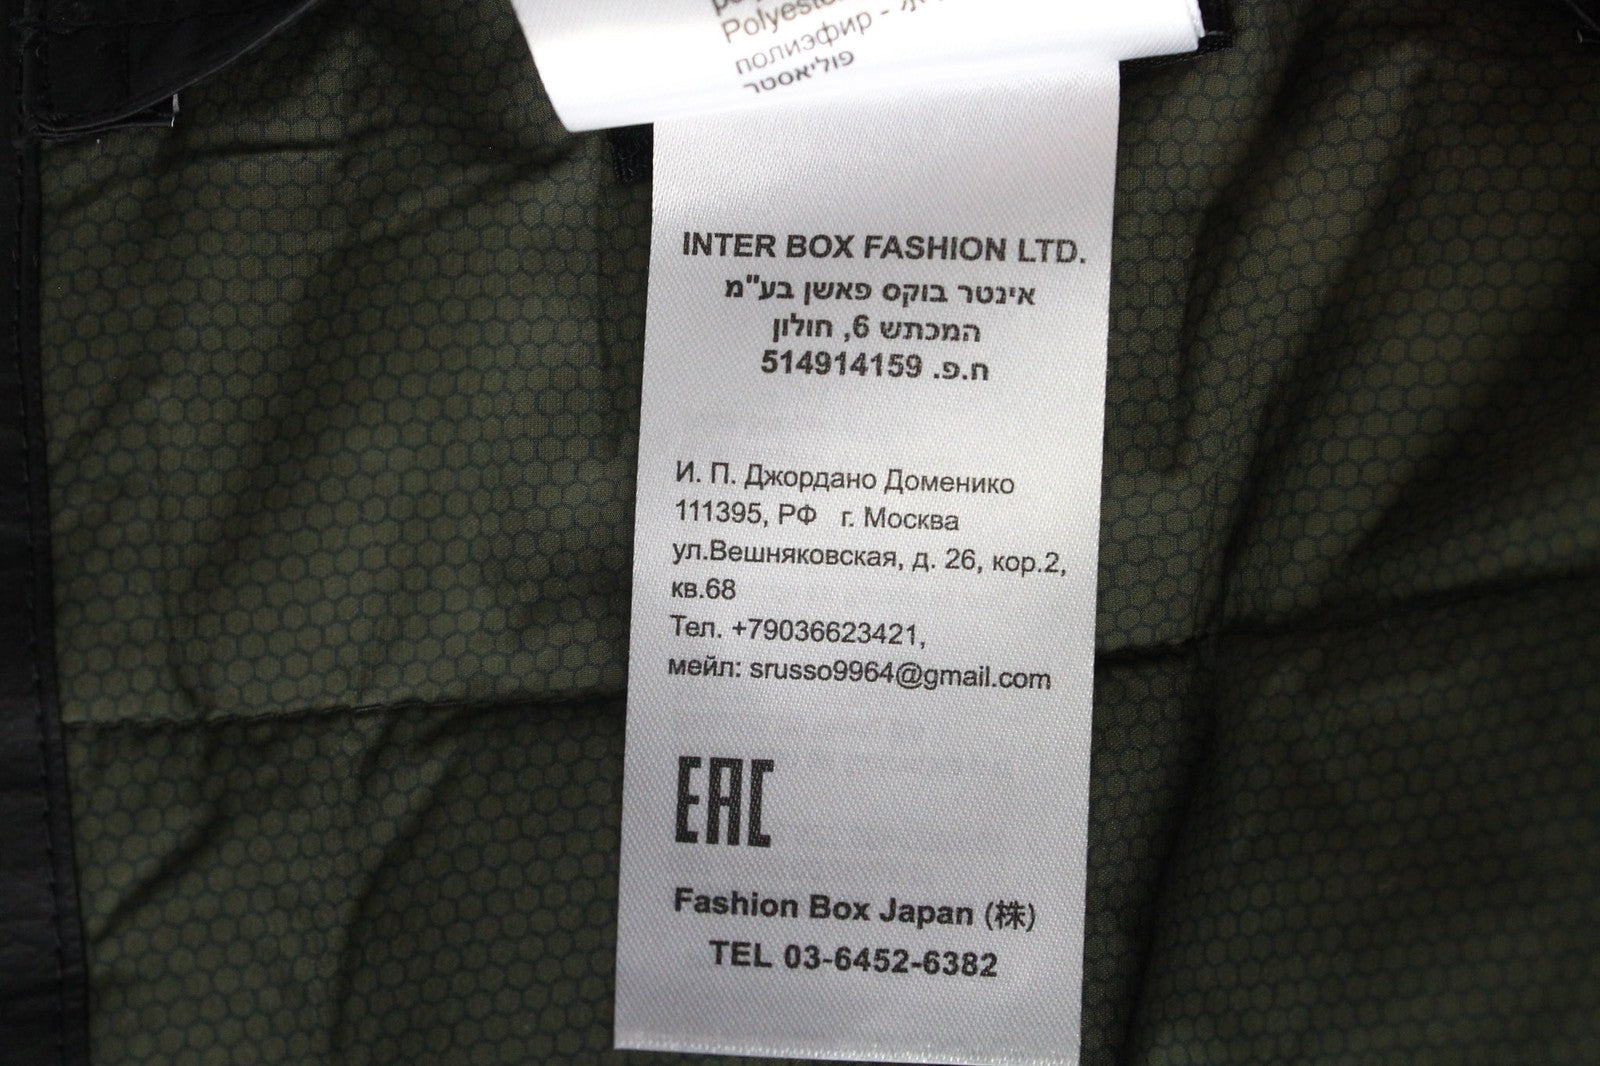 Polyester
полиэфир -
פוליאסטר
INTER BOX FASHION LTD.
אינטר בוקס פאשן בע"מ
המכתש 6, חולון
ח.פ. 514914159
И. П. Джордано Доменико
111395, РФ г. Москва
ул.Вешняковская, д. 26, кор.2,
кв.68
Тел. +79036623421,
мейл: srusso9964@gmail.com
EAC
Fashion Box Japan (株)
TEL 03-6452-6382